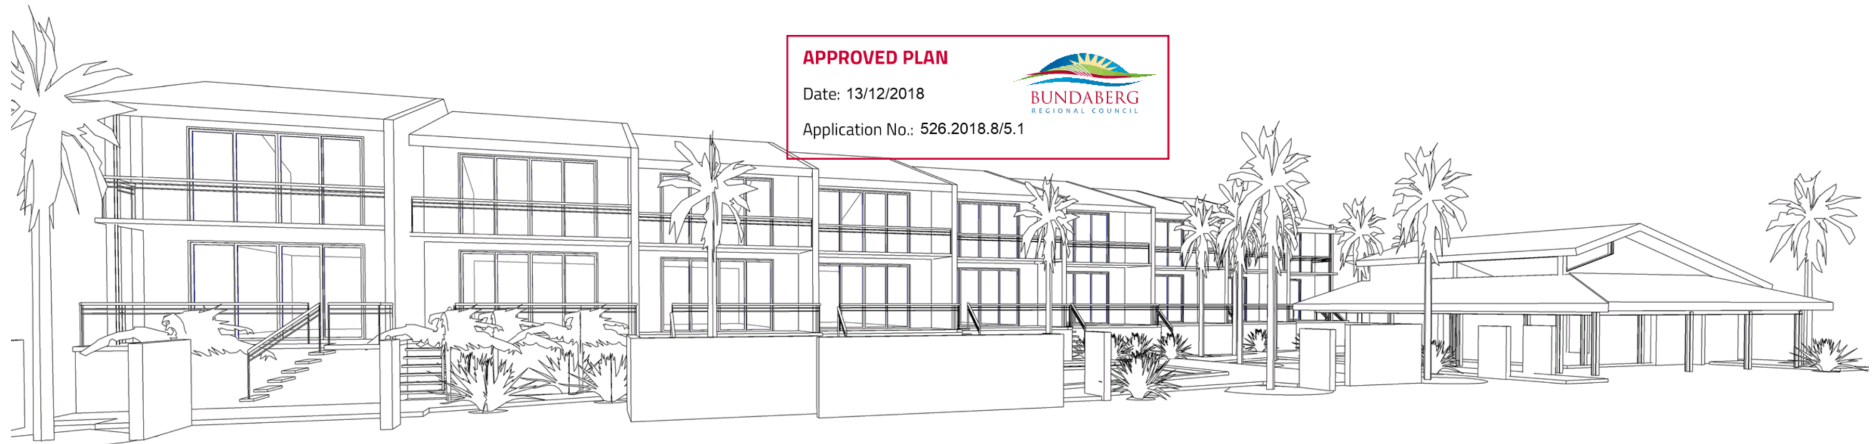 APPROVED PLAN
Date: 13/12/2018
Application No.: 526.2018.8/5.1
BUNDABERG
REGIONAL COUNCIL